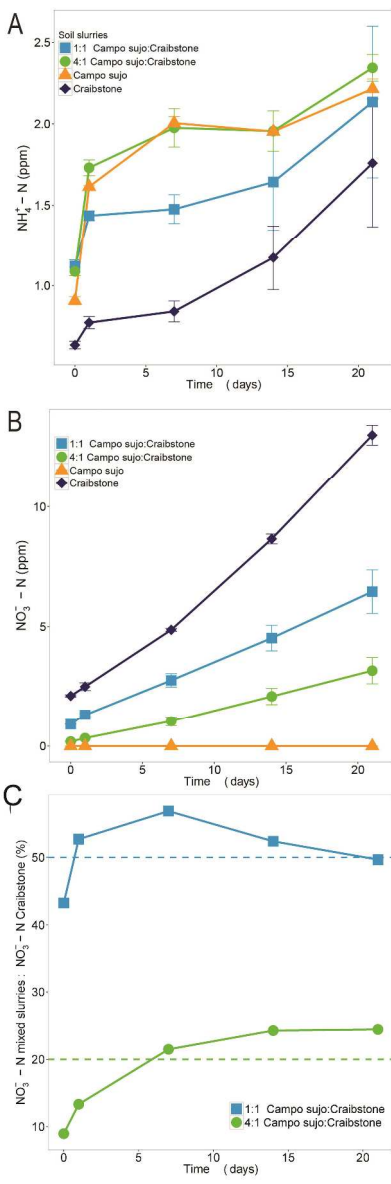 A
Soil slurries
1:1 Campo sujo:Craibstone
4:1 Campo sujo:Craibstone
Campo sujo
Craibstone
NH₄⁺ − N (ppm)
2.5
2.0
1.5
1.0
0 5 10 15 20
Time (days)
B
1:1 Campo sujo:Craibstone
4:1 Campo sujo:Craibstone
Campo sujo
Craibstone
NO₃⁻ − N (ppm)
10
5
0
0 5 10 15 20
Time (days)
C
NO₃⁻ − N mixed slurries : NO₃⁻ − N Craibstone (%)
50
40
30
20
10
1:1 Campo sujo:Craibstone
4:1 Campo sujo:Craibstone
0 5 10 15 20
Time (days)